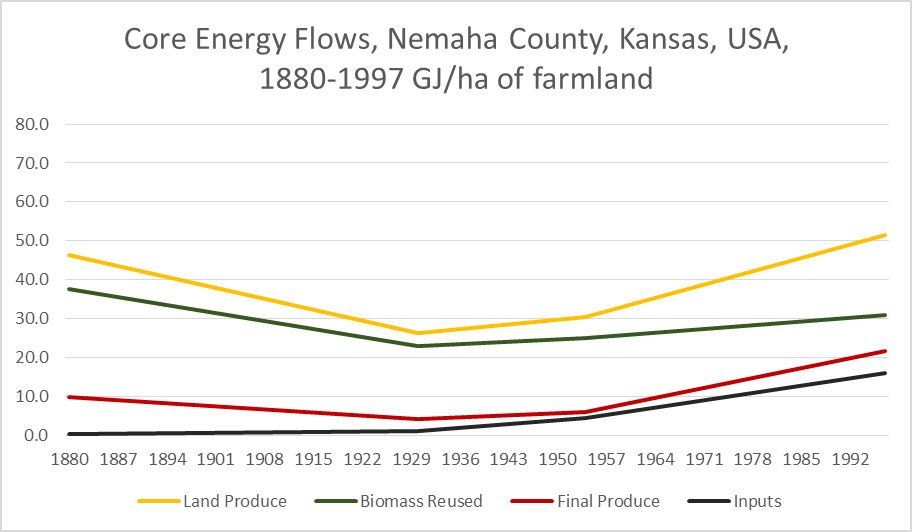 Core Energy Flows, Nemaha County, Kansas, USA,
1880-1997 GJ/ha of farmland
80.0
70.0
60.0
50.0
40.0
30.0
20.0
10.0
0.0
1880 1887 1894 1901 1908 1915 1922 1929 1936 1943 1950 1957 1964 1971 1978 1985 1992
Land Produce Biomass Reused Final Produce Inputs